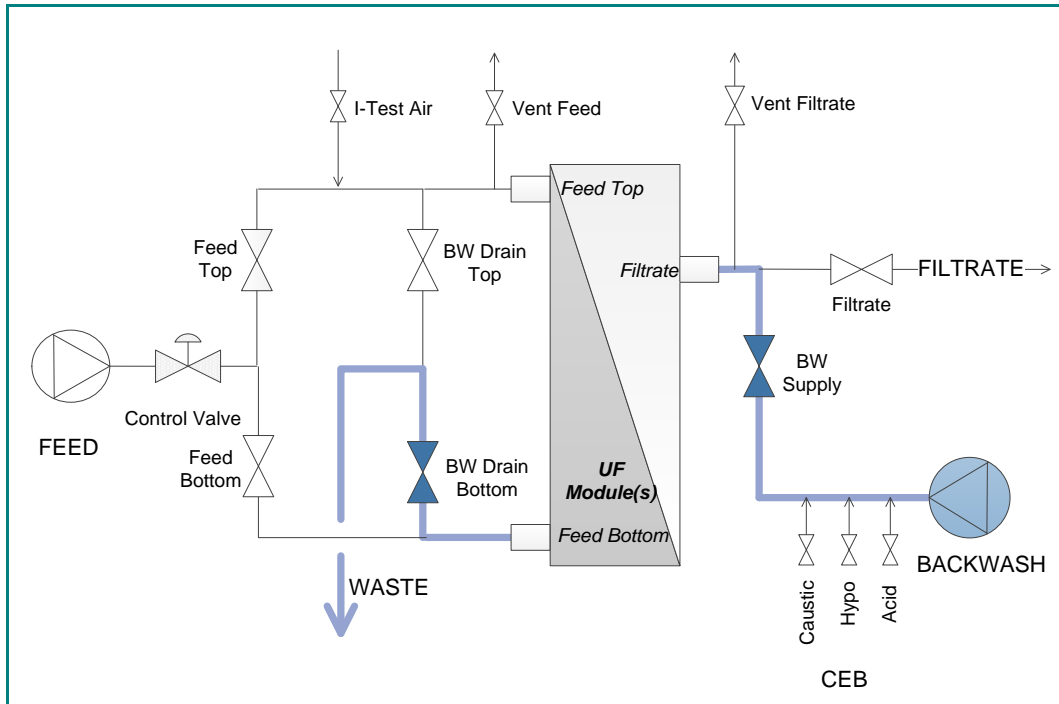 I-Test Air
Vent Feed
Vent Filtrate
Feed Top
Feed
Top
BW Drain
Top
Filtrate
FILTRATE
Filtrate
BW
Supply
Control Valve
FEED
Feed
Bottom
BW Drain
Bottom
UF
Module(s)
Feed Bottom
BACKWASH
WASTE
Caustic
Hypo
Acid
CEB